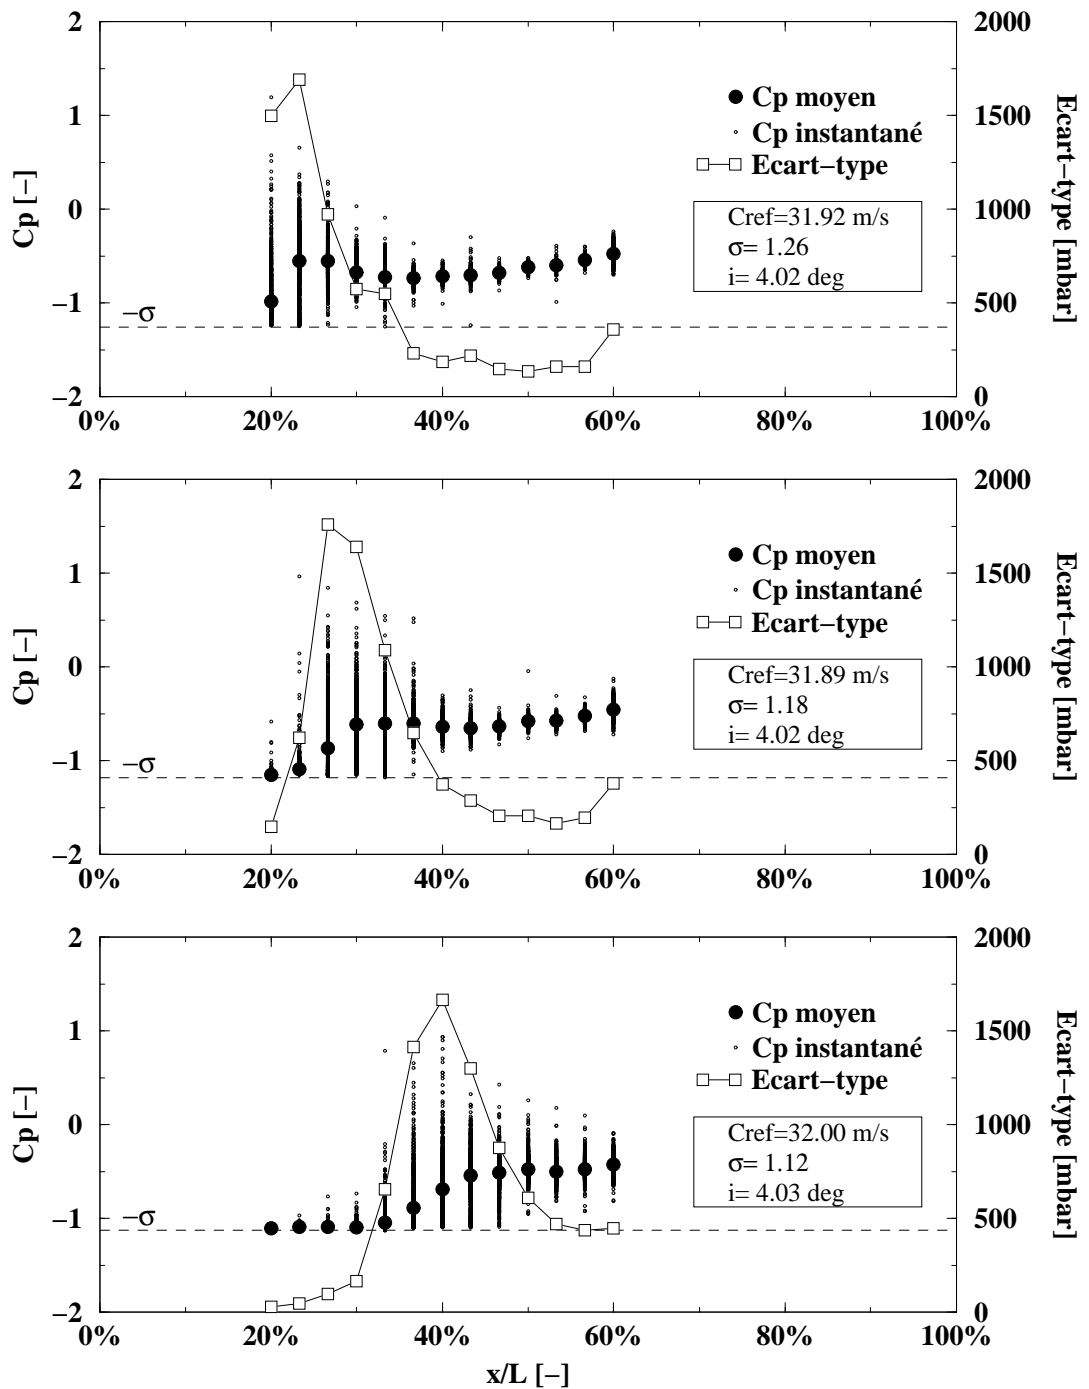 2
1
0
−1
−2
Cp [−]
2000
1500
1000
500
0
Ecart−type [mbar]
Cp moyen
Cp instantané
Ecart−type
Cref=31.92 m/s
σ= 1.26
i= 4.02 deg
−σ
0% 20% 40% 60% 80% 100%
2
1
0
−1
−2
Cp [−]
2000
1500
1000
500
0
Ecart−type [mbar]
Cp moyen
Cp instantané
Ecart−type
Cref=31.89 m/s
σ= 1.18
i= 4.02 deg
−σ
0% 20% 40% 60% 80% 100%
2
1
0
−1
−2
Cp [−]
2000
1500
1000
500
0
Ecart−type [mbar]
Cp moyen
Cp instantané
Ecart−type
Cref=32.00 m/s
σ= 1.12
i= 4.03 deg
−σ
0% 20% 40% 60% 80% 100%
x/L [−]